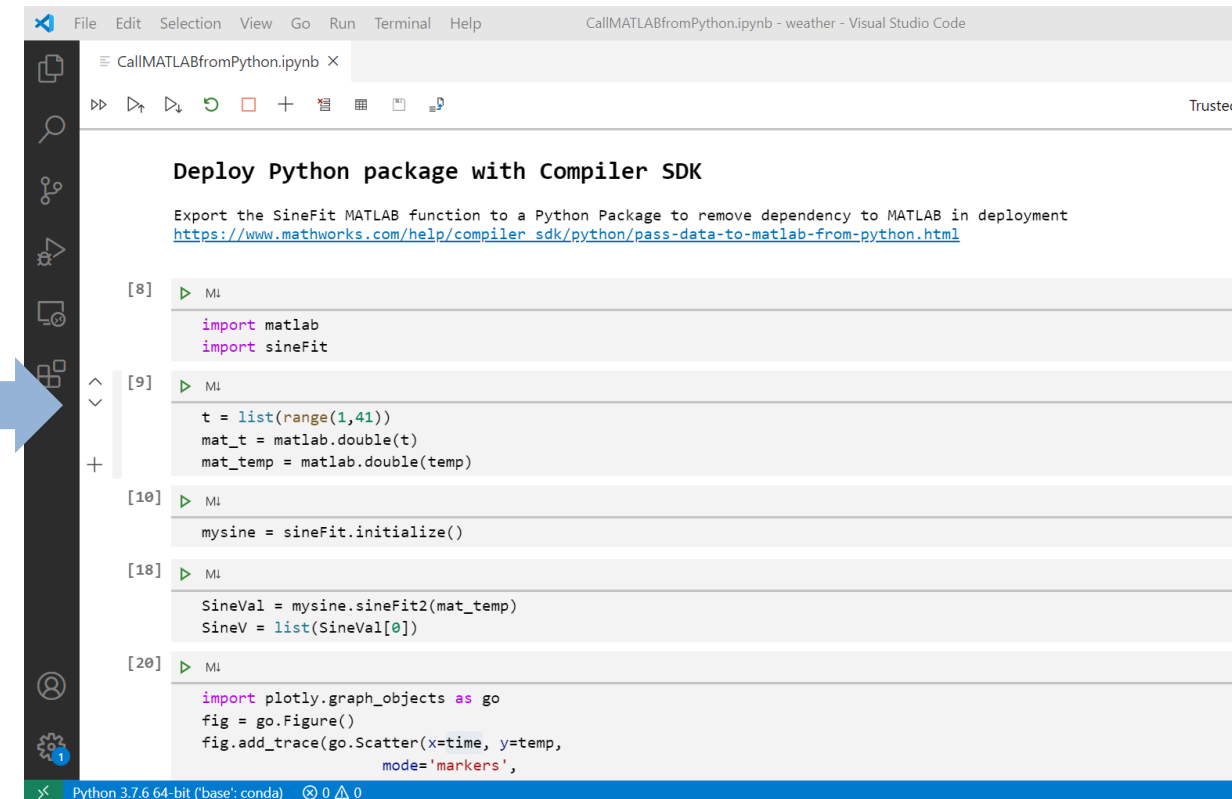 File Edit Selection View Go Run Terminal Help CallMATLABfromPython.ipynb - weather - Visual Studio Code
CallMATLABfromPython.ipynb
Trusted
Deploy Python package with Compiler SDK
Export the SineFit MATLAB function to a Python Package to remove dependency to MATLAB in deployment
https://www.mathworks.com/help/compiler_sdk/python/pass-data-to-matlab-from-python.html
[8] M↓
import matlab
import sineFit
[9] M↓
t = list(range(1,41))
mat_t = matlab.double(t)
mat_temp = matlab.double(temp)
[10] M↓
mysine = sineFit.initialize()
[18] M↓
SineVal = mysine.sineFit2(mat_temp)
SineV = list(SineVal[0])
[20] M↓
import plotly.graph_objects as go
fig = go.Figure()
fig.add_trace(go.Scatter(x=time, y=temp,
mode='markers',
1
Python 3.7.6 64-bit ('base': conda) 0 0